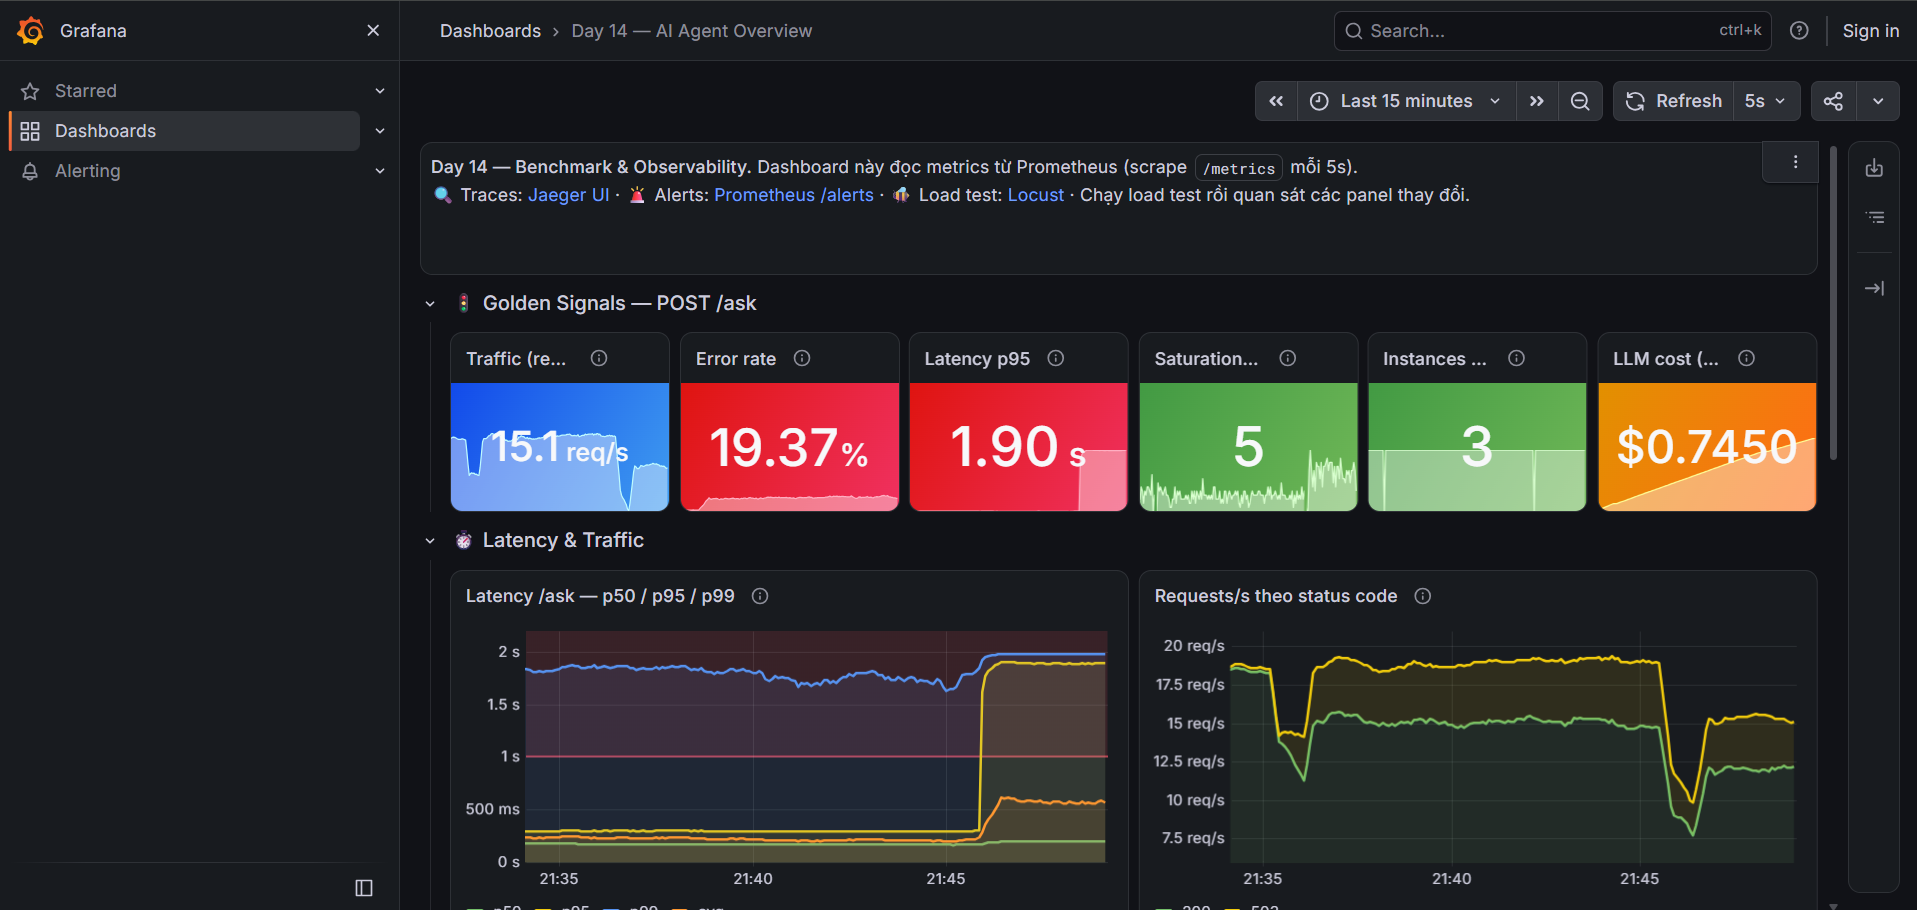 Grafana
Dashboards › Day 14 — AI Agent Overview
Search... ctrl+k
Sign in
Starred
Dashboards
Alerting
Last 15 minutes
Refresh 5s
Day 14 — Benchmark & Observability. Dashboard này đọc metrics từ Prometheus (scrape /metrics mỗi 5s).
Traces: Jaeger UI · Alerts: Prometheus /alerts · Load test: Locust · Chạy load test rồi quan sát các panel thay đổi.
Golden Signals — POST /ask
Traffic (re...
15.1 req/s
Error rate
19.37%
Latency p95
1.90 s
Saturation...
5
Instances ...
3
LLM cost (...
$0.7450
Latency & Traffic
Latency /ask — p50 / p95 / p99
2 s
1.5 s
1 s
500 ms
0 s
21:35 21:40 21:45
Requests/s theo status code
20 req/s
17.5 req/s
15 req/s
12.5 req/s
10 req/s
7.5 req/s
21:35 21:40 21:45